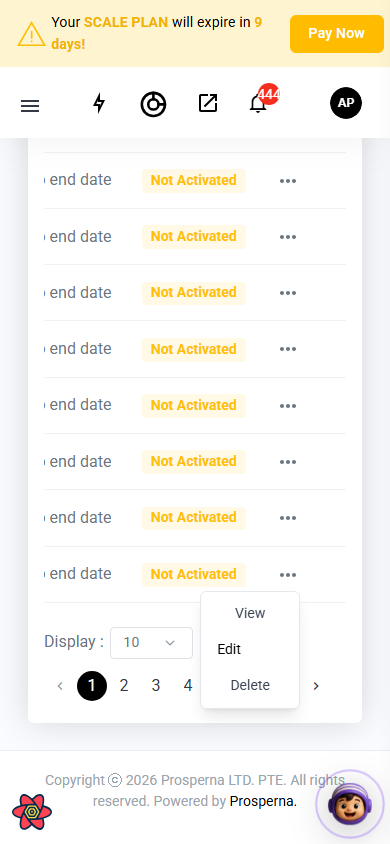 Your SCALE PLAN will expire in 9
days!
Pay Now
444
AP
end date Not Activated
end date Not Activated
end date Not Activated
end date Not Activated
end date Not Activated
end date Not Activated
end date Not Activated
end date Not Activated
View
Display : 10
Edit
1 2 3 4
Delete
Copyright © 2026 Prosperna LTD. PTE. All rights
reserved. Powered by Prosperna.